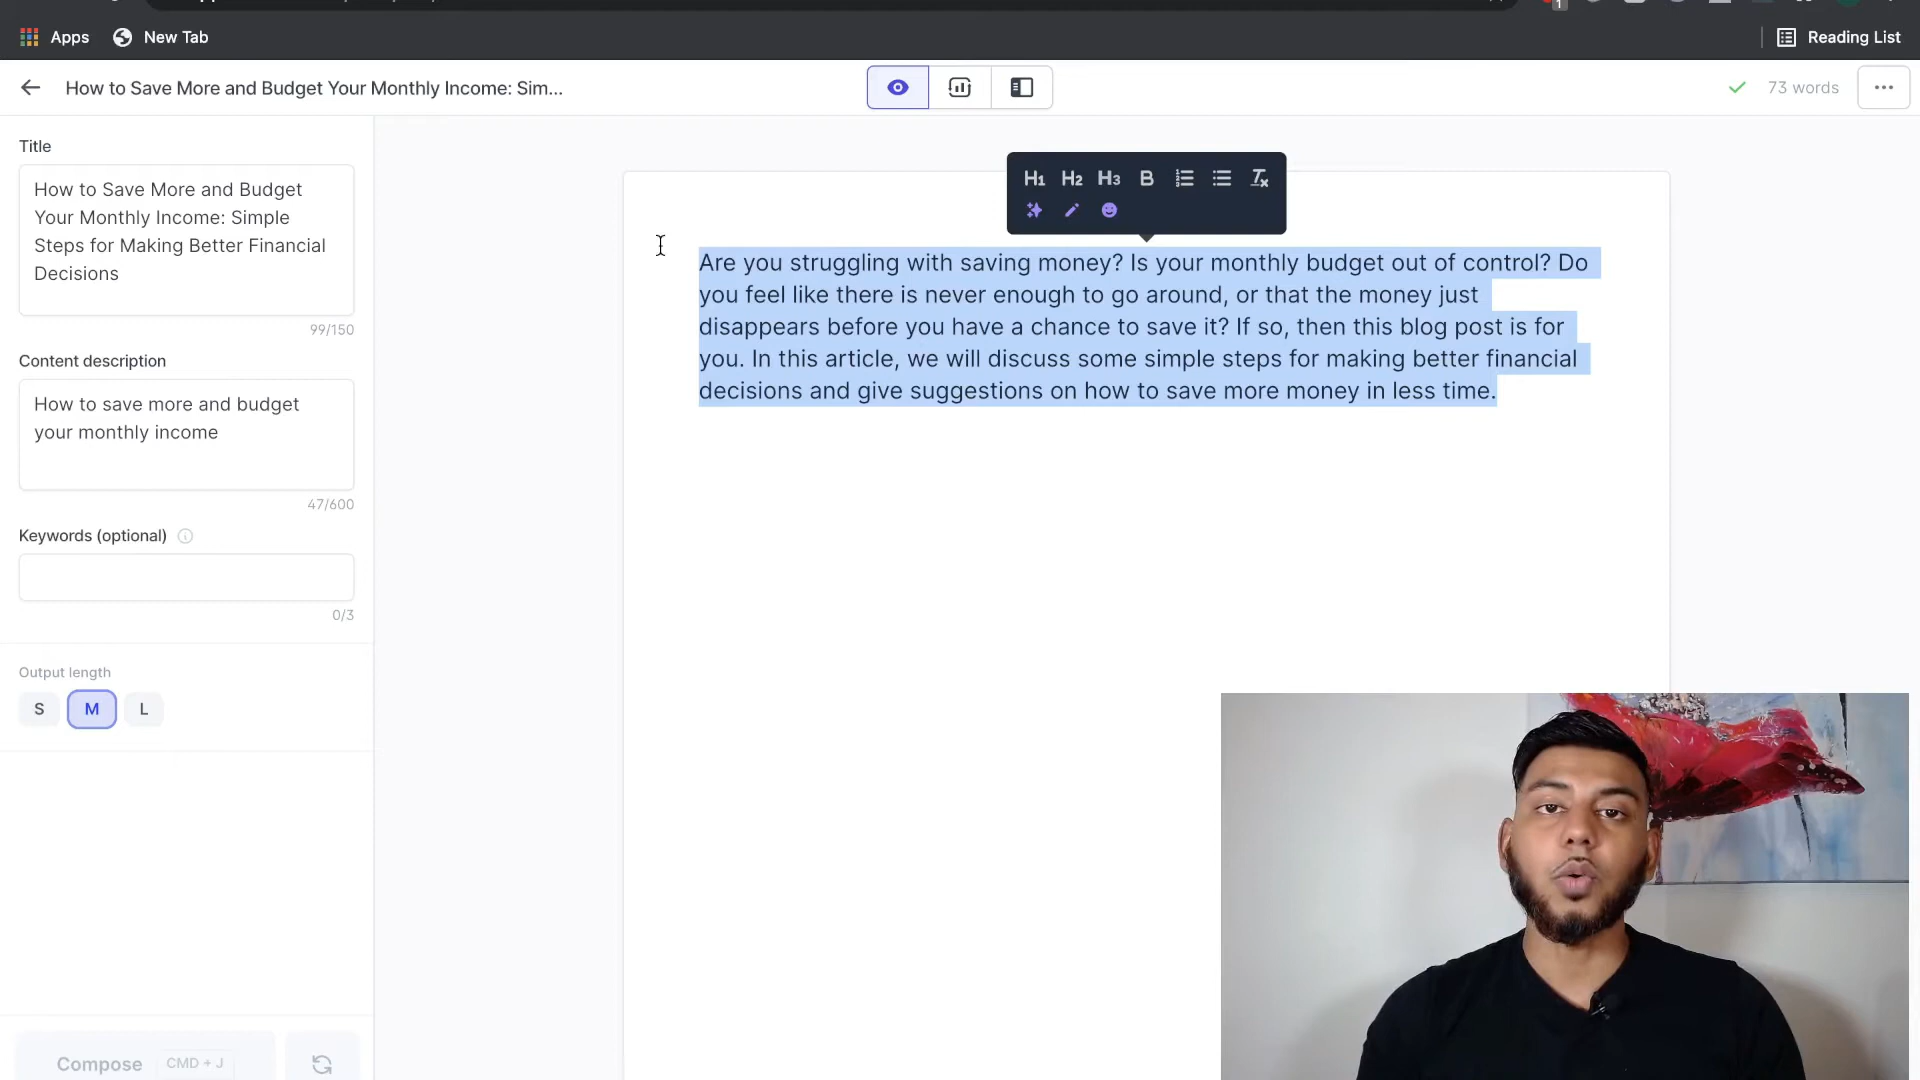 Apps
New Tab
Reading List
How to Save More and Budget Your Monthly Income: Sim...
73 words
Title
How to Save More and Budget
Your Monthly Income: Simple
Steps for Making Better Financial
Decisions
99/150
Content description
How to save more and budget
your monthly income
47/600
Keywords (optional)
0/3
Output length
S M L
Compose CMD + J
H1 H2 H3 B
Are you struggling with saving money? Is your monthly budget out of control? Do
you feel like there is never enough to go around, or that the money just
disappears before you have a chance to save it? If so, then this blog post is for
you. In this article, we will discuss some simple steps for making better financial
decisions and give suggestions on how to save more money in less time.